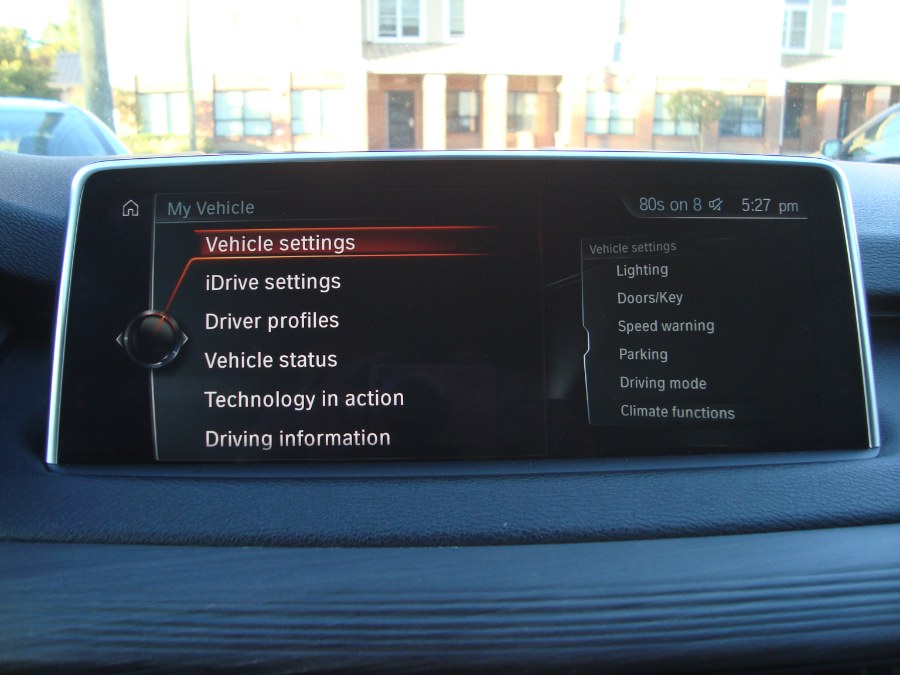 My Vehicle
80s on 8 5:27 pm
Vehicle settings
iDrive settings
Driver profiles
Vehicle status
Technology in action
Driving information
Vehicle settings
Lighting
Doors/Key
Speed warning
Parking
Driving mode
Climate functions